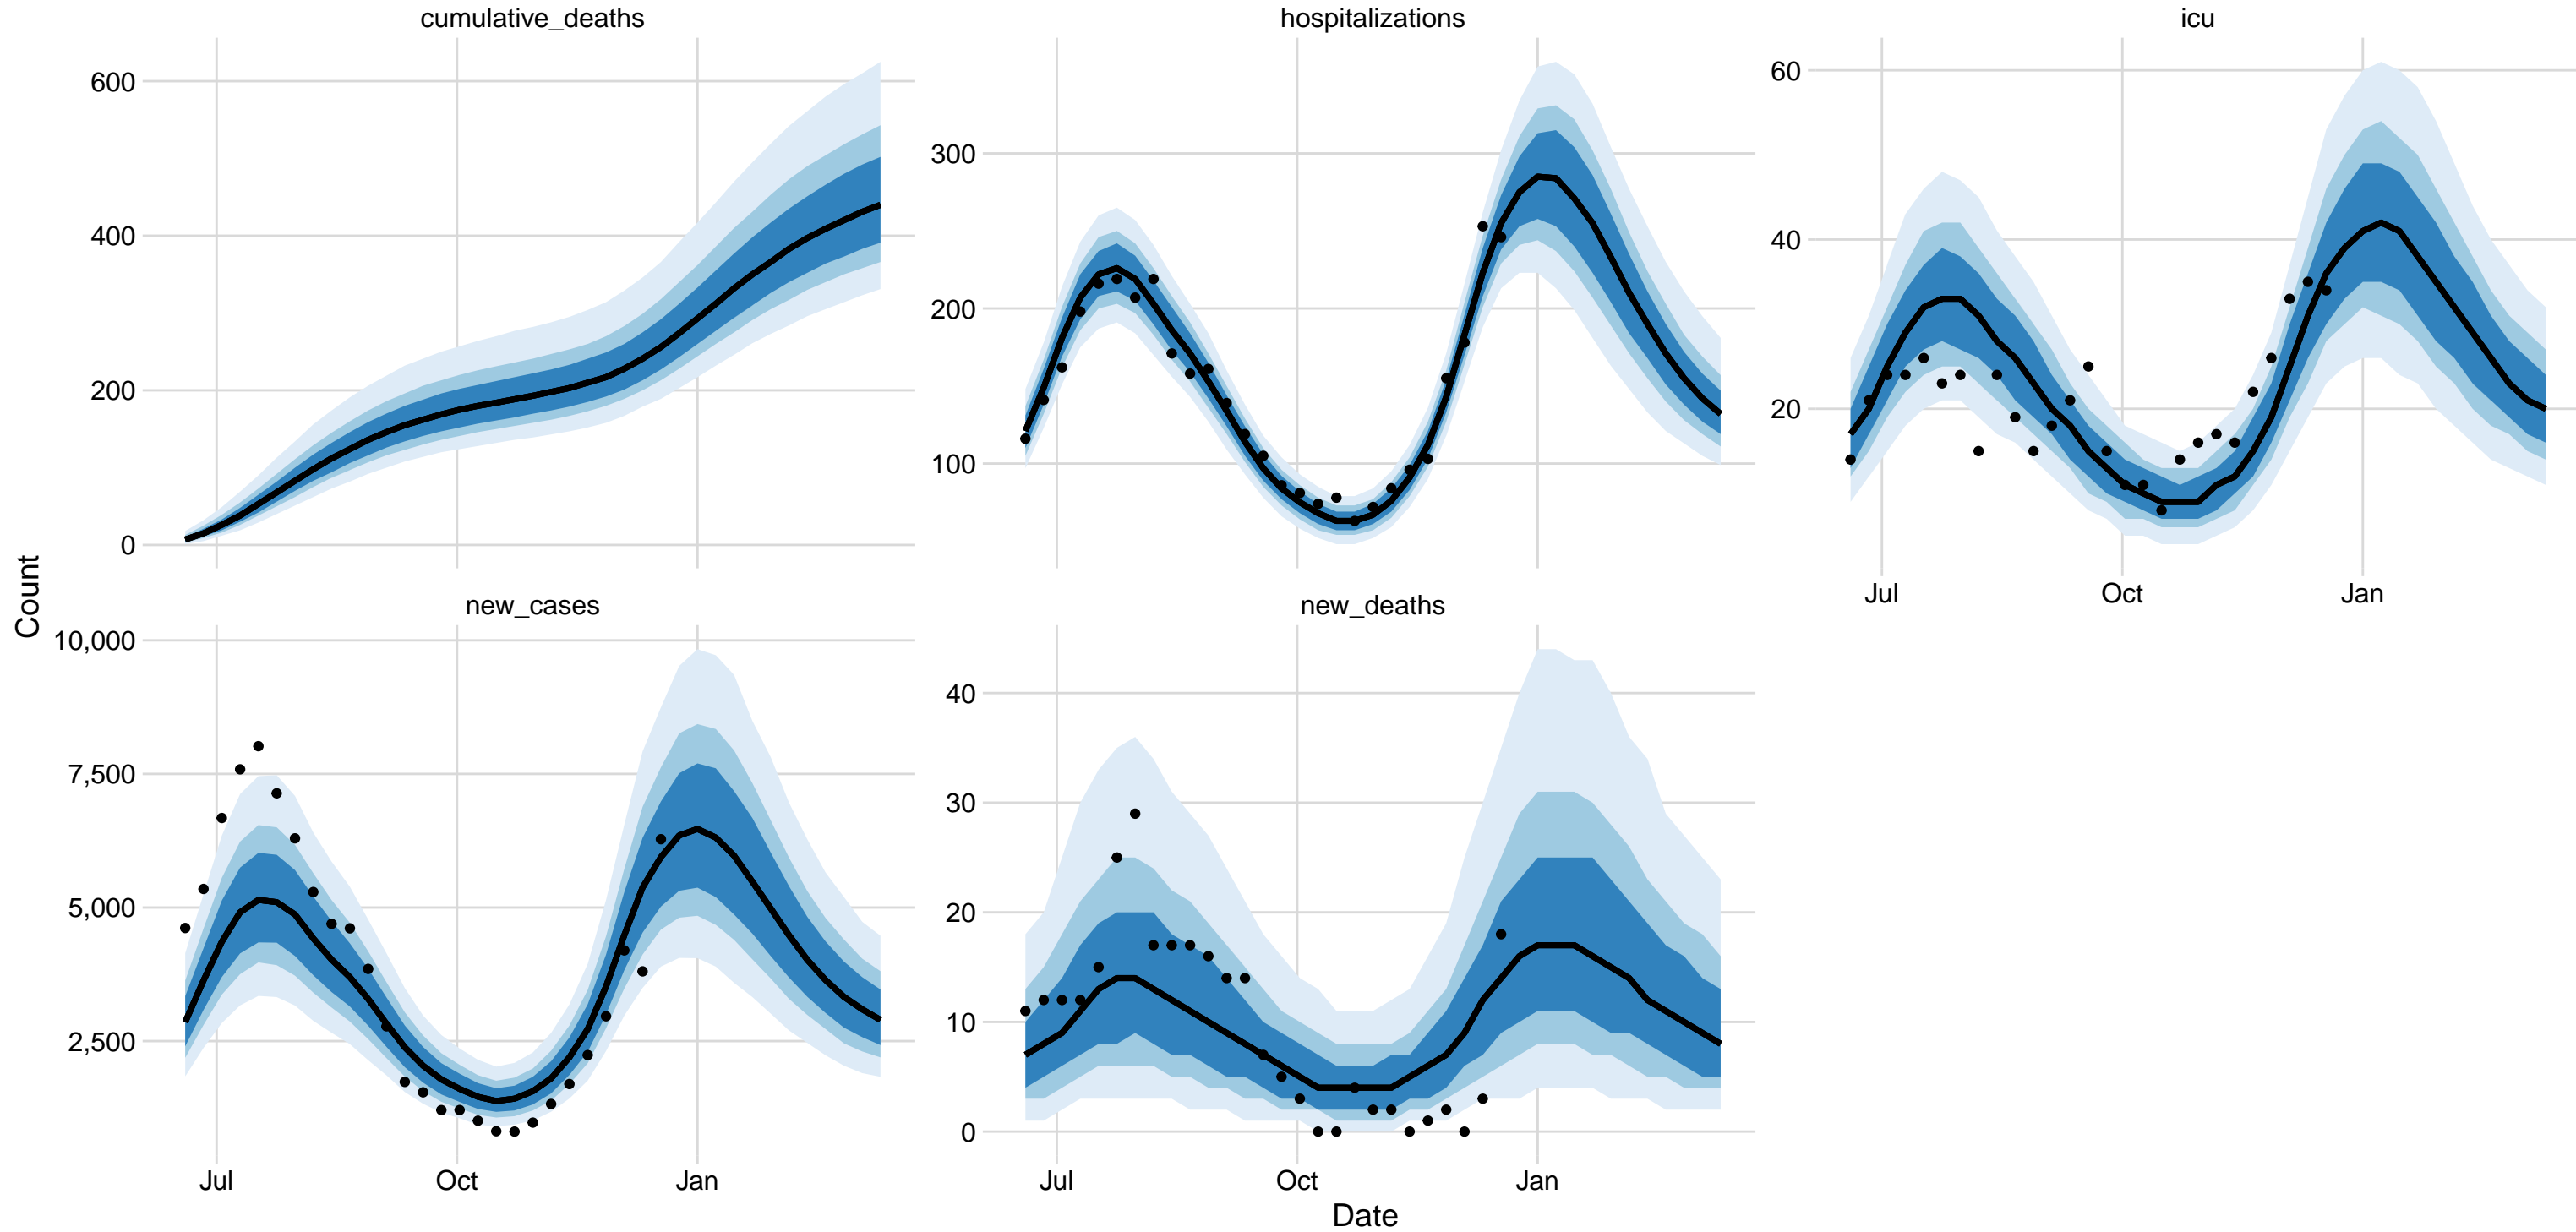 cumulative_deaths
hospitalizations
icu
600
400
200
0
300
200
100
60
40
20
Jul
Oct
Jan
Count
new_cases
new_deaths
10,000
7,500
5,000
2,500
40
30
20
10
0
Jul
Oct
Jan
Jul
Oct
Jan
Date